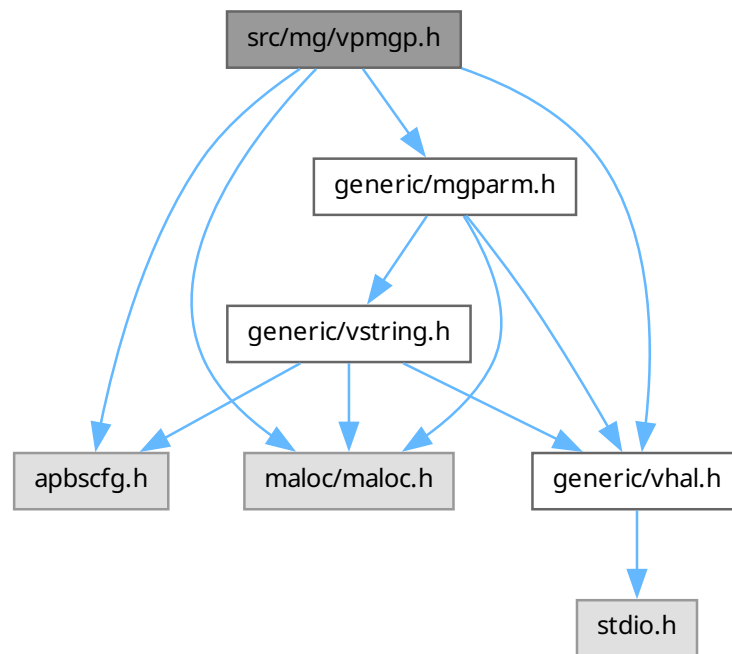 src/mg/vpmgp.h
generic/mgparm.h
generic/vstring.h
apbscfg.h
maloc/maloc.h
generic/vhal.h
stdio.h